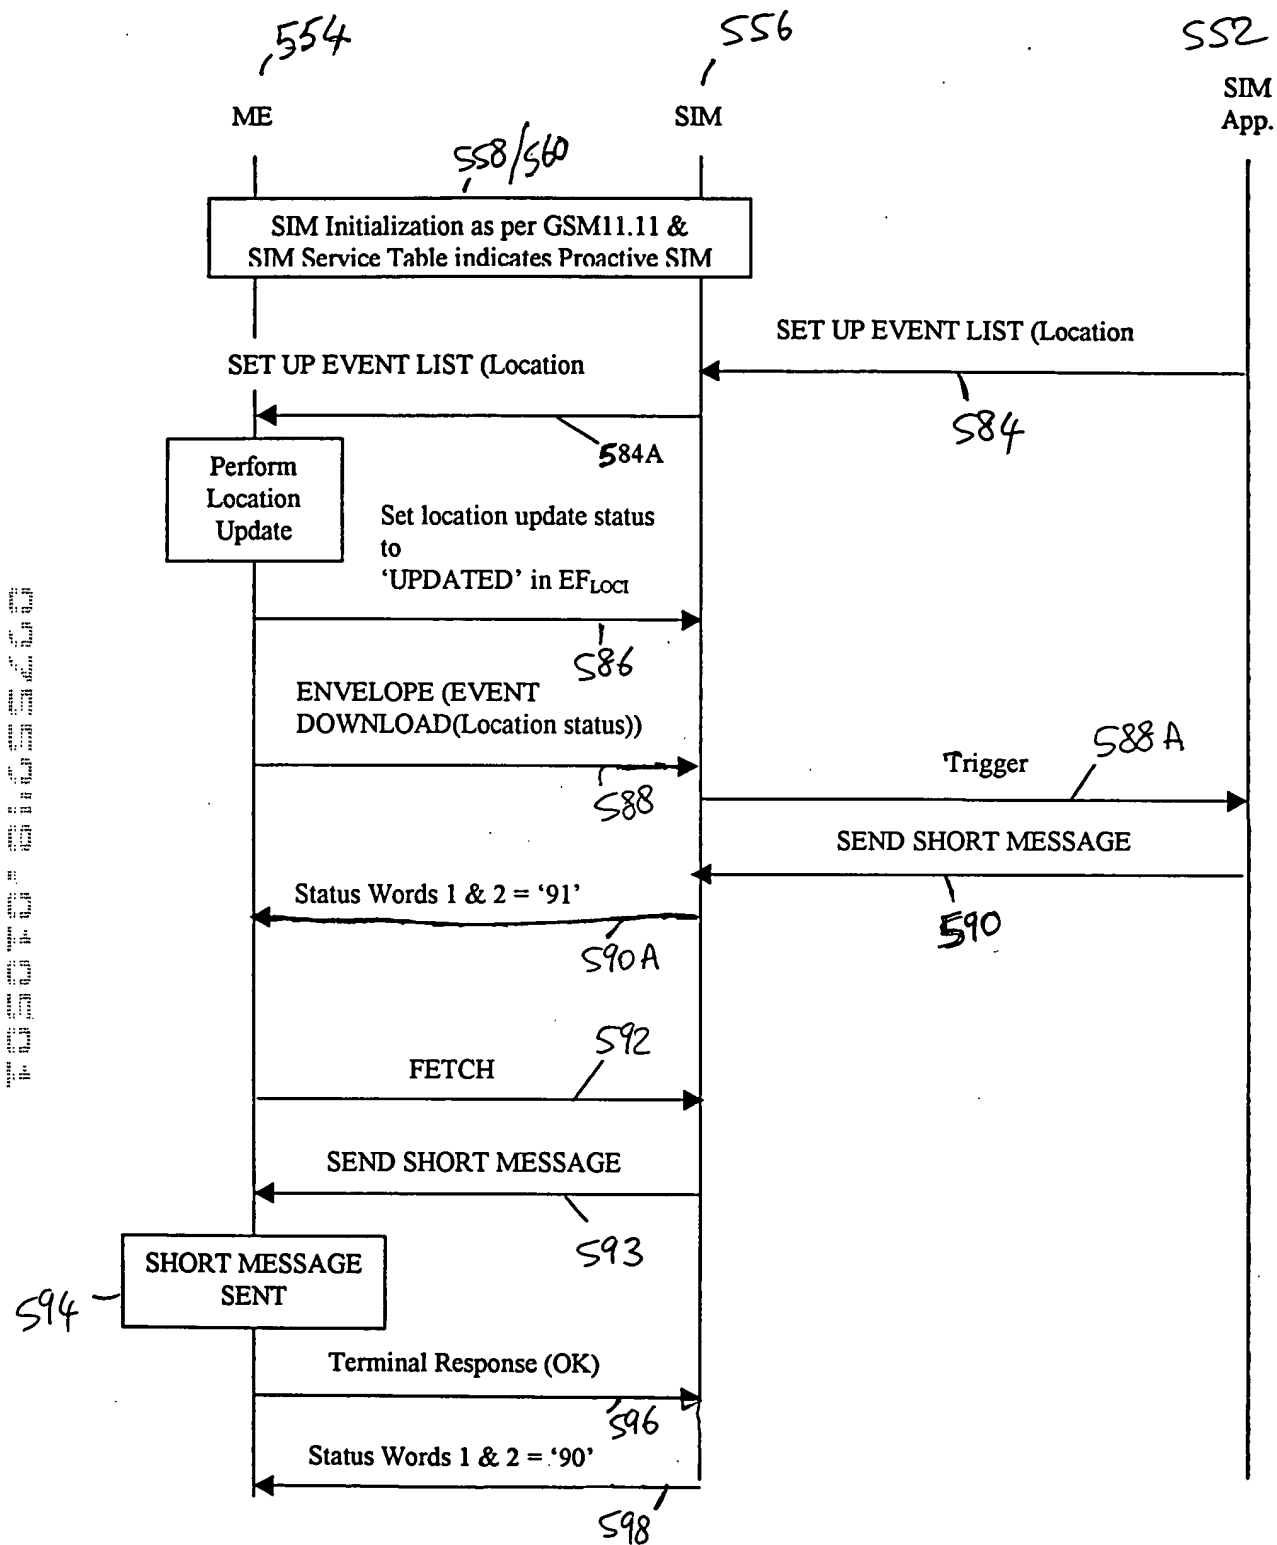 554
556
552
ME
SIM
SIM
App.
558/560
SIM Initialization as per GSM11.11 &
SIM Service Table indicates Proactive SIM
SET UP EVENT LIST (Location
SET UP EVENT LIST (Location
584
584A
Perform
Location
Update
Set location update status
to
‘UPDATED’ in EFLOCI
586
ENVELOPE (EVENT
DOWNLOAD(Location status))
588
Trigger
588A
SEND SHORT MESSAGE
590
Status Words 1 & 2 = ‘91’
590A
592
FETCH
SEND SHORT MESSAGE
593
SHORT MESSAGE
SENT
594
Terminal Response (OK)
596
Status Words 1 & 2 = ‘90’
598